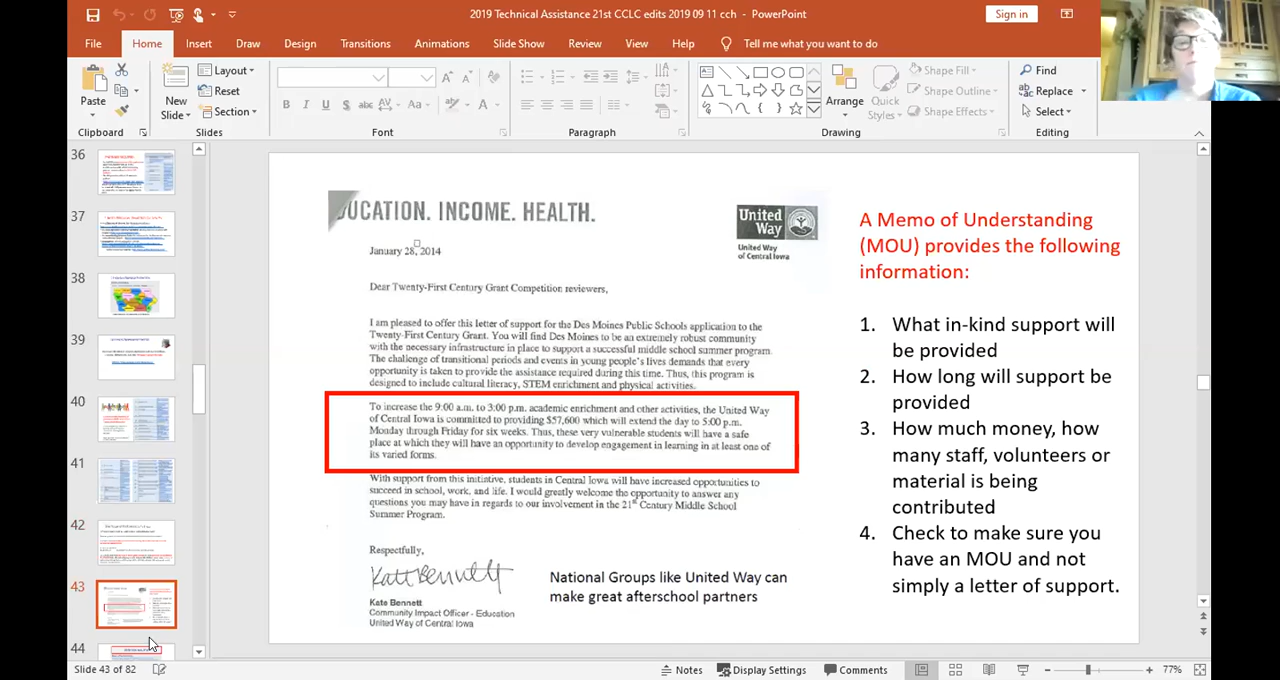 2019 Technical Assistance 21st CCLC edits 2019 09 11 cch - PowerPoint
Sign in
File Home Insert Draw Design Transitions Animations Slide Show Review View Help Tell me what you want to do
Paste
Clipboard
New
Slide
Layout
Reset
Section
Slides
B I U S abc AV Aa A
Font
Paragraph
Arrange
Quick
Styles
Shape Fill
Shape Outline
Shape Effects
Drawing
Find
Replace
Select
Editing
36
37
38
39
40
41
42
43
44
UCATION. INCOME. HEALTH.
United
Way
United Way
of Central Iowa
January 28, 2014
Dear Twenty-First Century Grant Competition reviewers,
I am pleased to offer this letter of support for the Des Moines Public Schools application to the
Twenty-First Century Grant. You will find Des Moines to be an extremely robust community
with the necessary infrastructure in place to support a successful middle school summer program.
The challenge of transitional periods and events in young people's lives demands that every
opportunity is taken to provide the assistance required during this time. Thus, this program is
designed to include cultural literacy, STEM enrichment and physical activities.
To increase the 9:00 a.m. to 3:00 p.m. academic enrichment and other activities, the United Way
of Central Iowa is committed to providing $57,600 which will extend the day to 5:00 p.m.
Monday through Friday for six weeks. Thus, these very vulnerable students will have a safe
place at which they will have an opportunity to develop engagement in learning in at least one of
its varied forms.
With support from this initiative, students in Central Iowa will have increased opportunities to
succeed in school, work, and life. I would greatly welcome the opportunity to answer any
questions you may have in regards to our involvement in the 21st Century Middle School
Summer Program.
Respectfully,
Kate Bennett
Kate Bennett
Community Impact Officer - Education
United Way of Central Iowa
National Groups like United Way can
make great afterschool partners
A Memo of Understanding
(MOU) provides the following
information:
1. What in-kind support will
be provided
2. How long will support be
provided
3. How much money, how
many staff, volunteers or
material is being
contributed
4. Check to make sure you
have an MOU and not
simply a letter of support.
Slide 43 of 82
Notes Display Settings Comments 77%